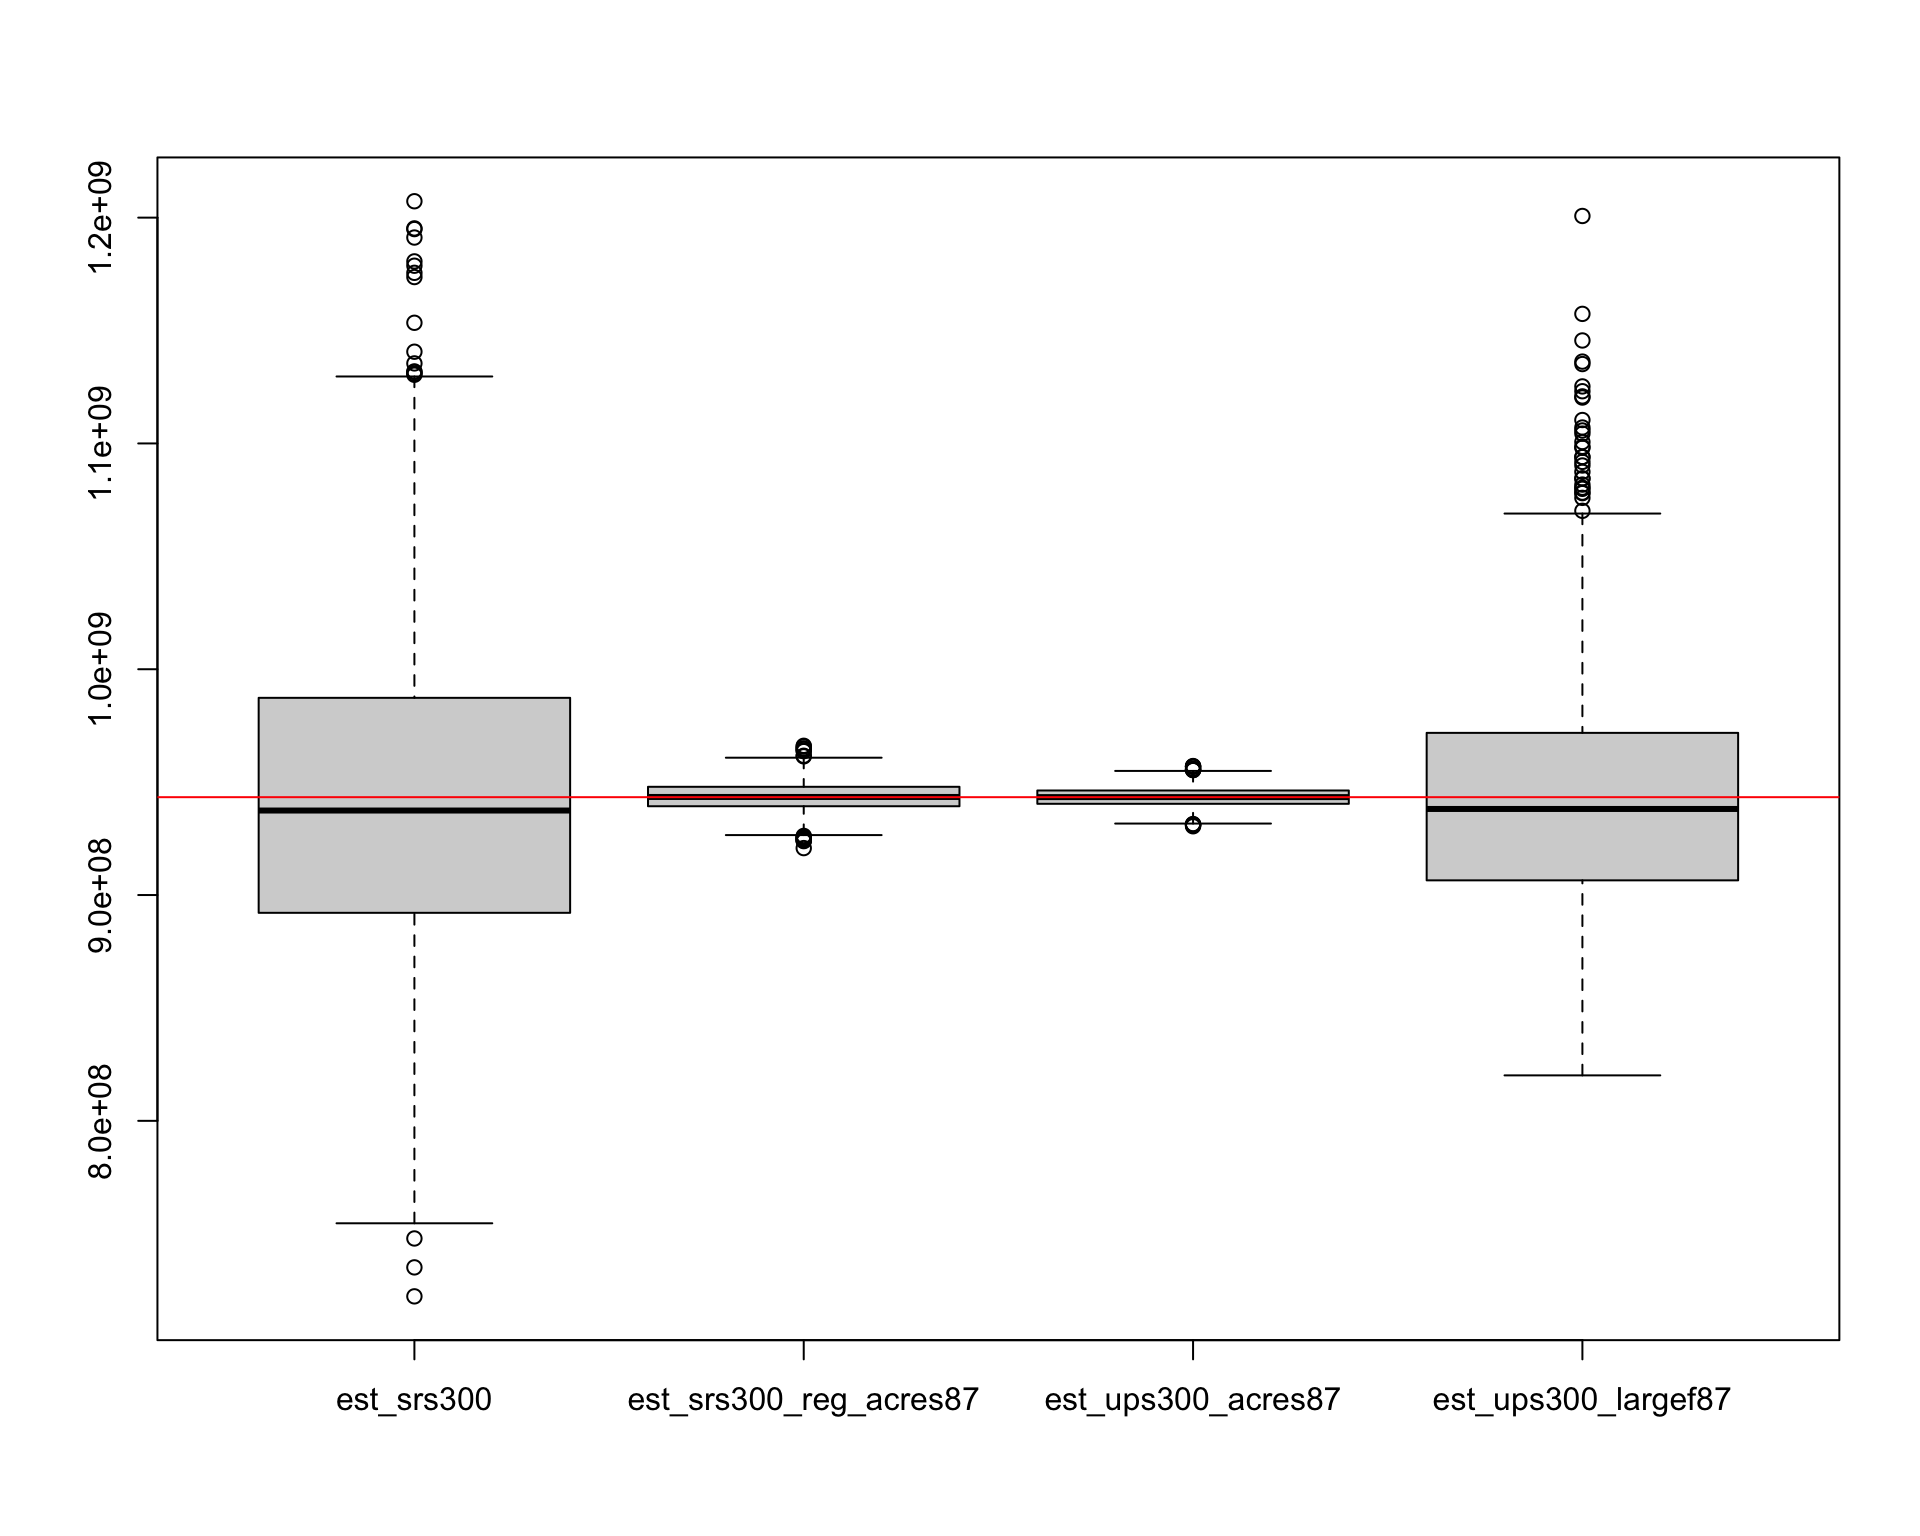 1.2e+09
1.1e+09
1.0e+09
9.0e+08
8.0e+08
est_srs300
est_srs300_reg_acres87
est_ups300_acres87
est_ups300_largef87